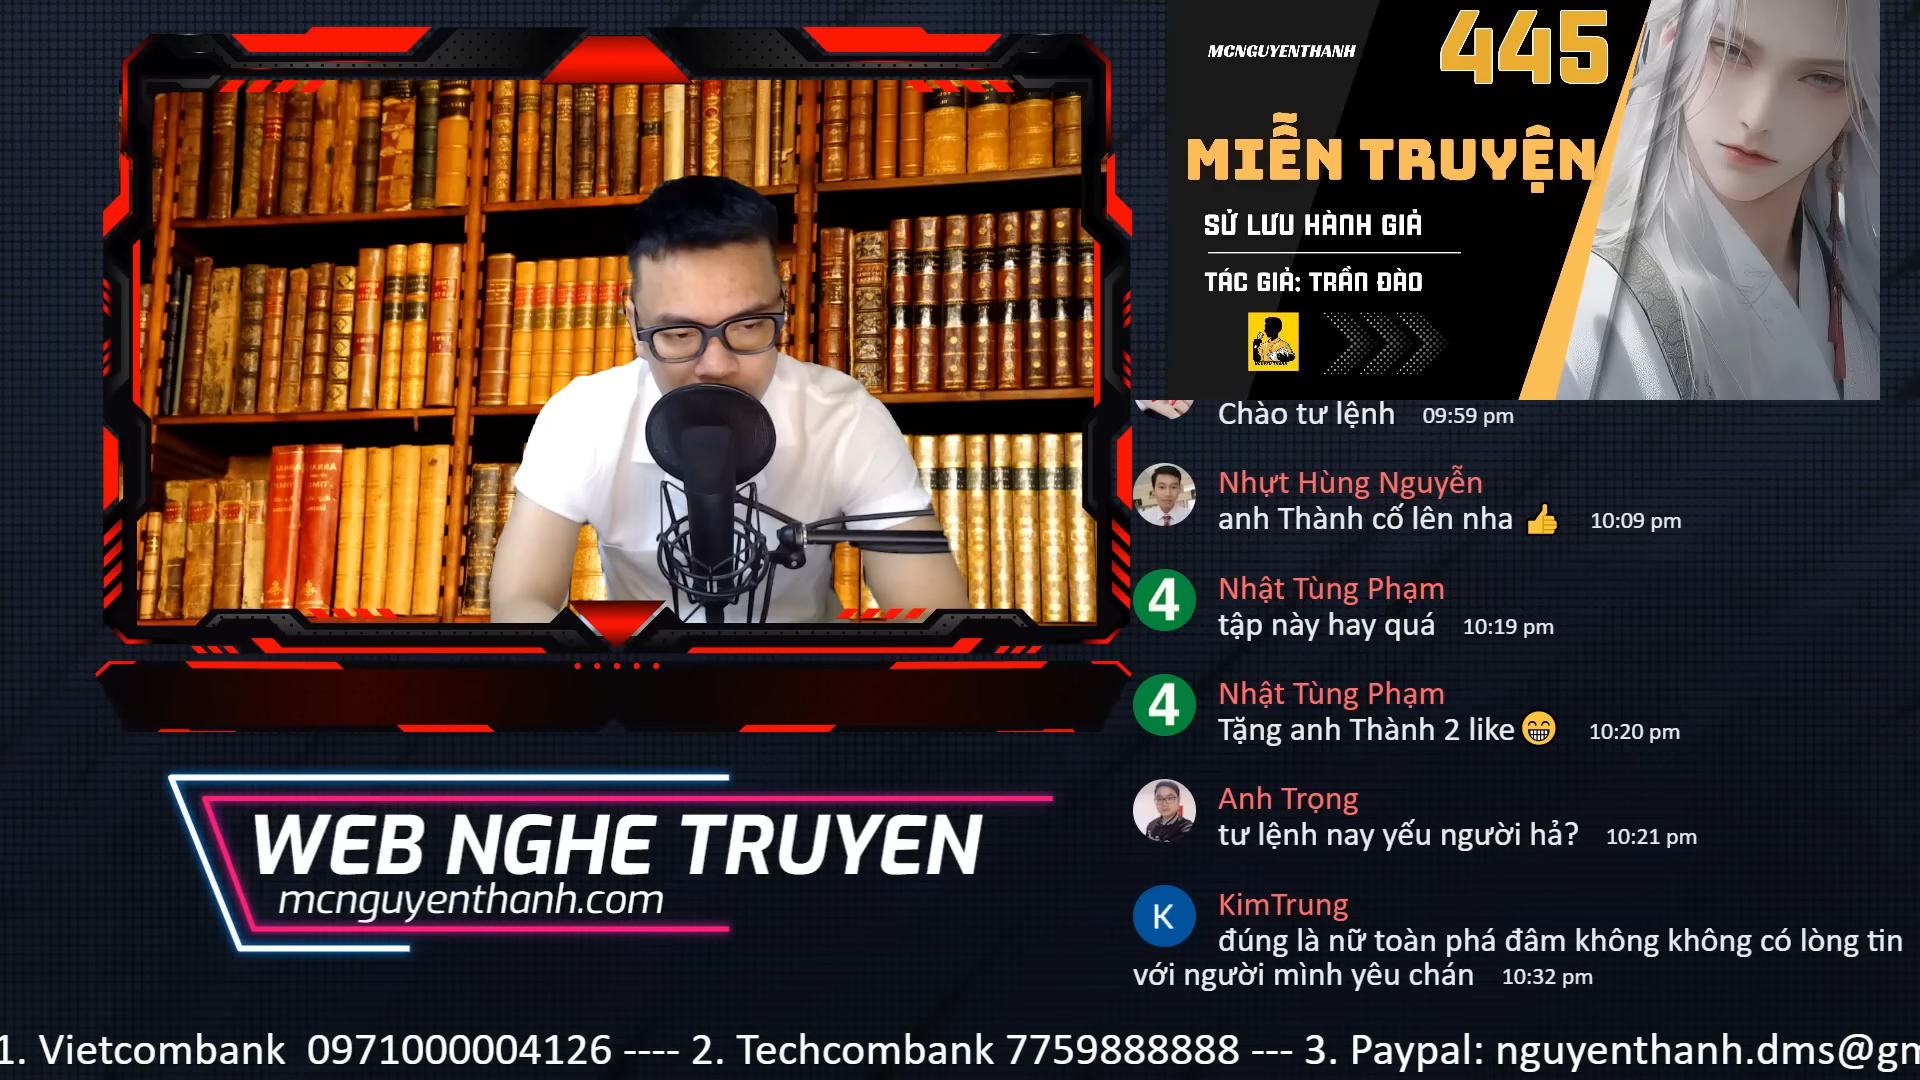 MCNGUYENTHANH
445
MIỄN TRUYỆN
SỬ LƯU HÀNH GIẢ
TÁC GIẢ: TRẦN ĐÀO
Chào tư lệnh 09:59 pm
Nhựt Hùng Nguyễn
anh Thành cố lên nha 👍 10:09 pm
4
Nhật Tùng Phạm
tập này hay quá 10:19 pm
4
Nhật Tùng Phạm
Tặng anh Thành 2 like 😁 10:20 pm
Anh Trọng
tư lệnh nay yếu người hả? 10:21 pm
K
KimTrung
đúng là nữ toàn phá đâm không không có lòng tin
với người mình yêu chán 10:32 pm
WEB NGHE TRUYEN
mcnguyenthanh.com
1. Vietcombank 0971000004126 ---- 2. Techcombank 7759888888 --- 3. Paypal: nguyenthanh.dms@gm